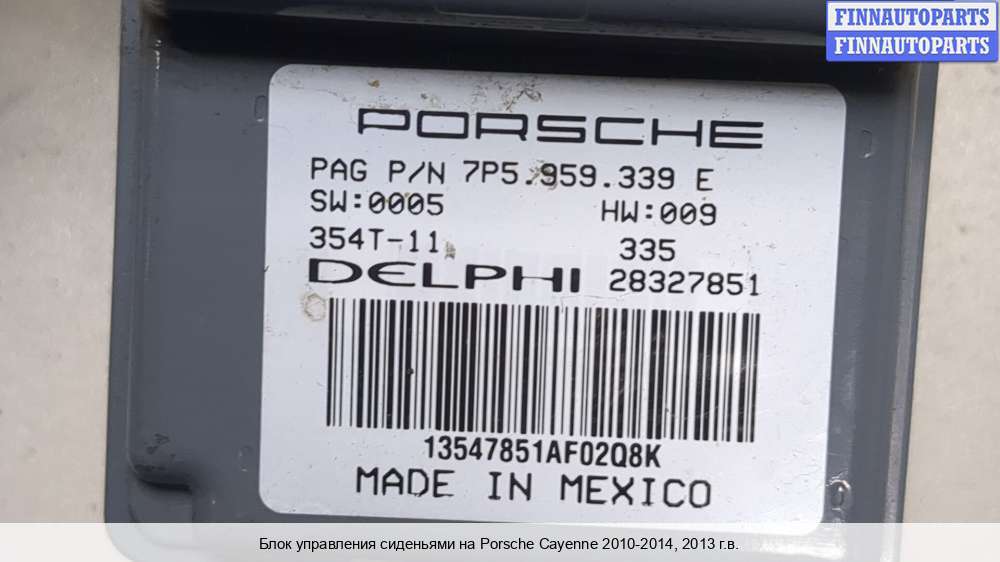 FINNAUTOPARTS
FINNAUTOPARTS
PORSCHE
PAG P/N 7P5.959.339 E
SW:0005 HW:009
354T-11 335
DELPHI 28327851
13547851AF02Q8K
MADE IN MEXICO
Блок управления сиденьями на Porsche Cayenne 2010-2014, 2013 г.в.